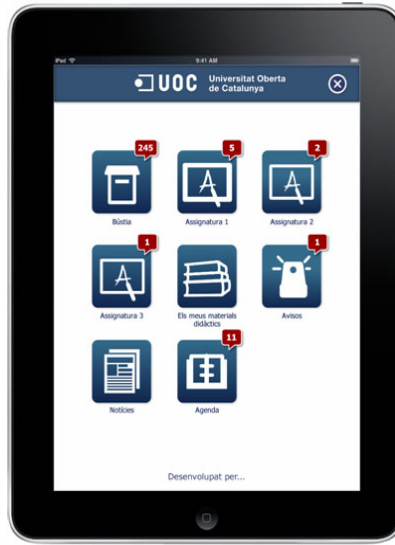 iPad
9:41 AM
UOC
Universitat Oberta
de Catalunya
245
5
2
Bústia
Assignatura 1
Assignatura 2
1
1
Assignatura 3
Els meus materials
didàctics
Avisos
11
Notícies
Agenda
Desenvolupat per...